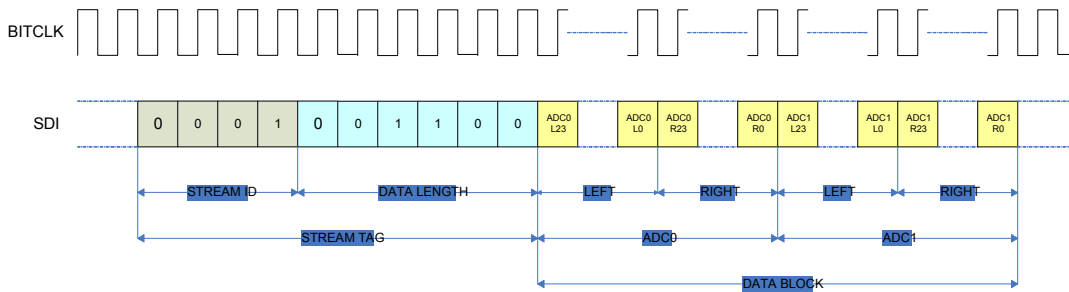 BITCLK
SDI
0 0 0 1 0 0 1 1 0 0 ADC0 L23 ADC0 L0 ADC0 R23 ADC0 R0 ADC1 L23 ADC1 L0 ADC1 R23 ADC1 R0
STREAM ID DATA LENGTH LEFT RIGHT LEFT RIGHT
STREAM TAG ADC0 ADC1
DATA BLOCK